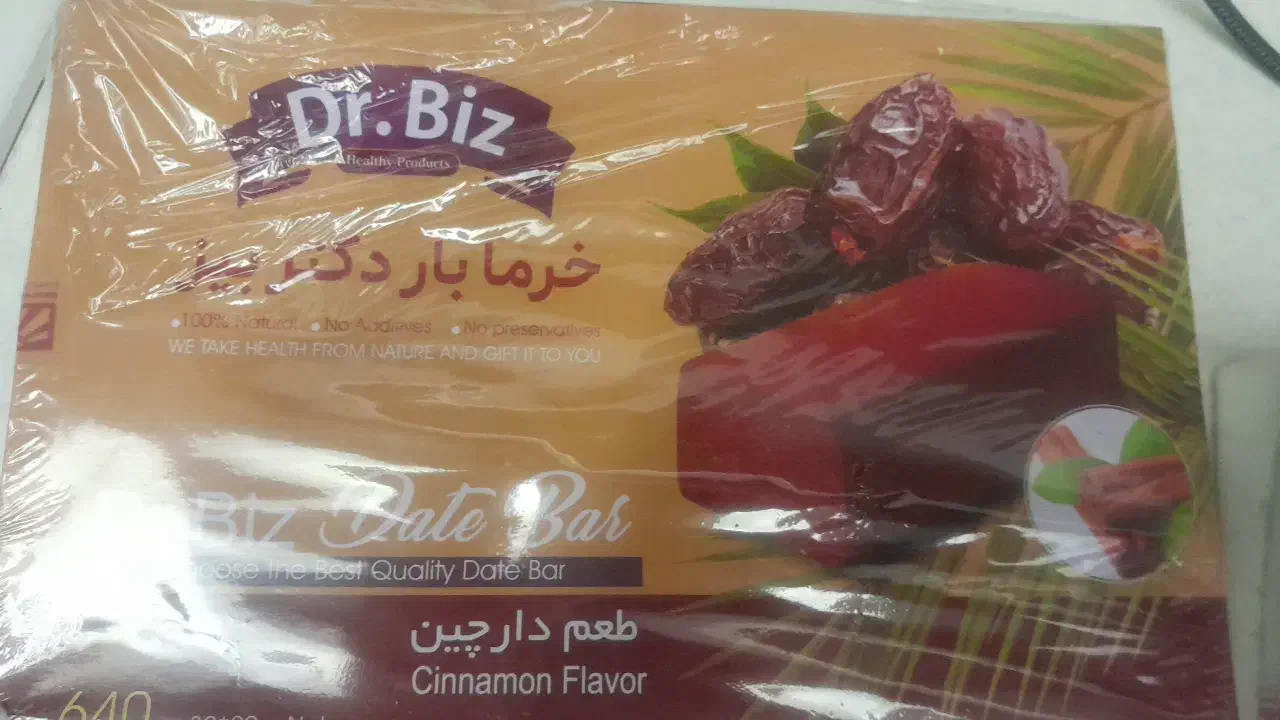 Dr. Biz
Healthy Products
خرما بار دکتر بیز
•100% Natural •No Additives •No preservatives
WE TAKE HEALTH FROM NATURE AND GIFT IT TO YOU
Biz Date Bar
the Best Quality Date Bar
طعم دارچین
Cinnamon Flavor
640